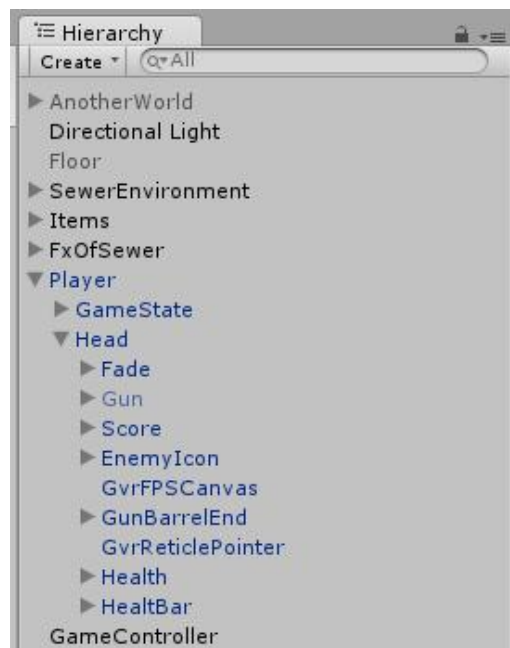 Hierarchy
Create All
AnotherWorld
Directional Light
Floor
SewerEnvironment
Items
FxOfSewer
Player
GameState
Head
Fade
Gun
Score
EnemyIcon
GvrFPSCanvas
GunBarrelEnd
GvrReticlePointer
Health
HealtBar
GameController